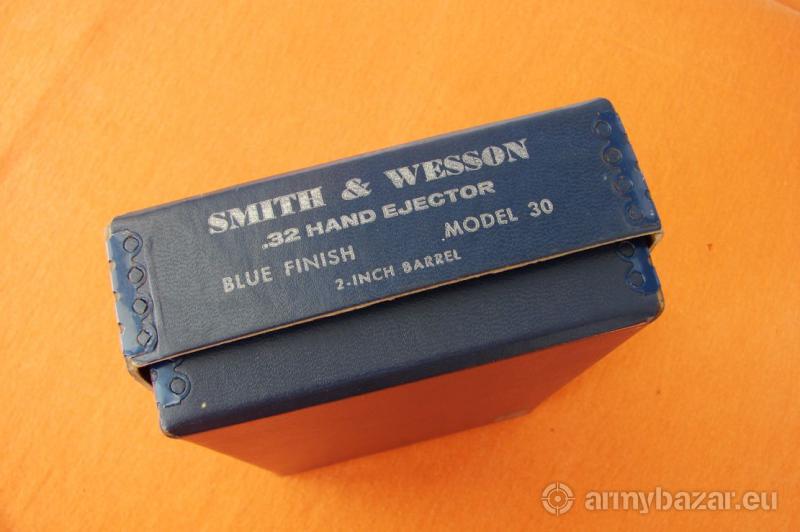 SMITH & WESSON
.32 HAND EJECTOR
BLUE FINISH MODEL 30
2-INCH BARREL
armybazar.eu